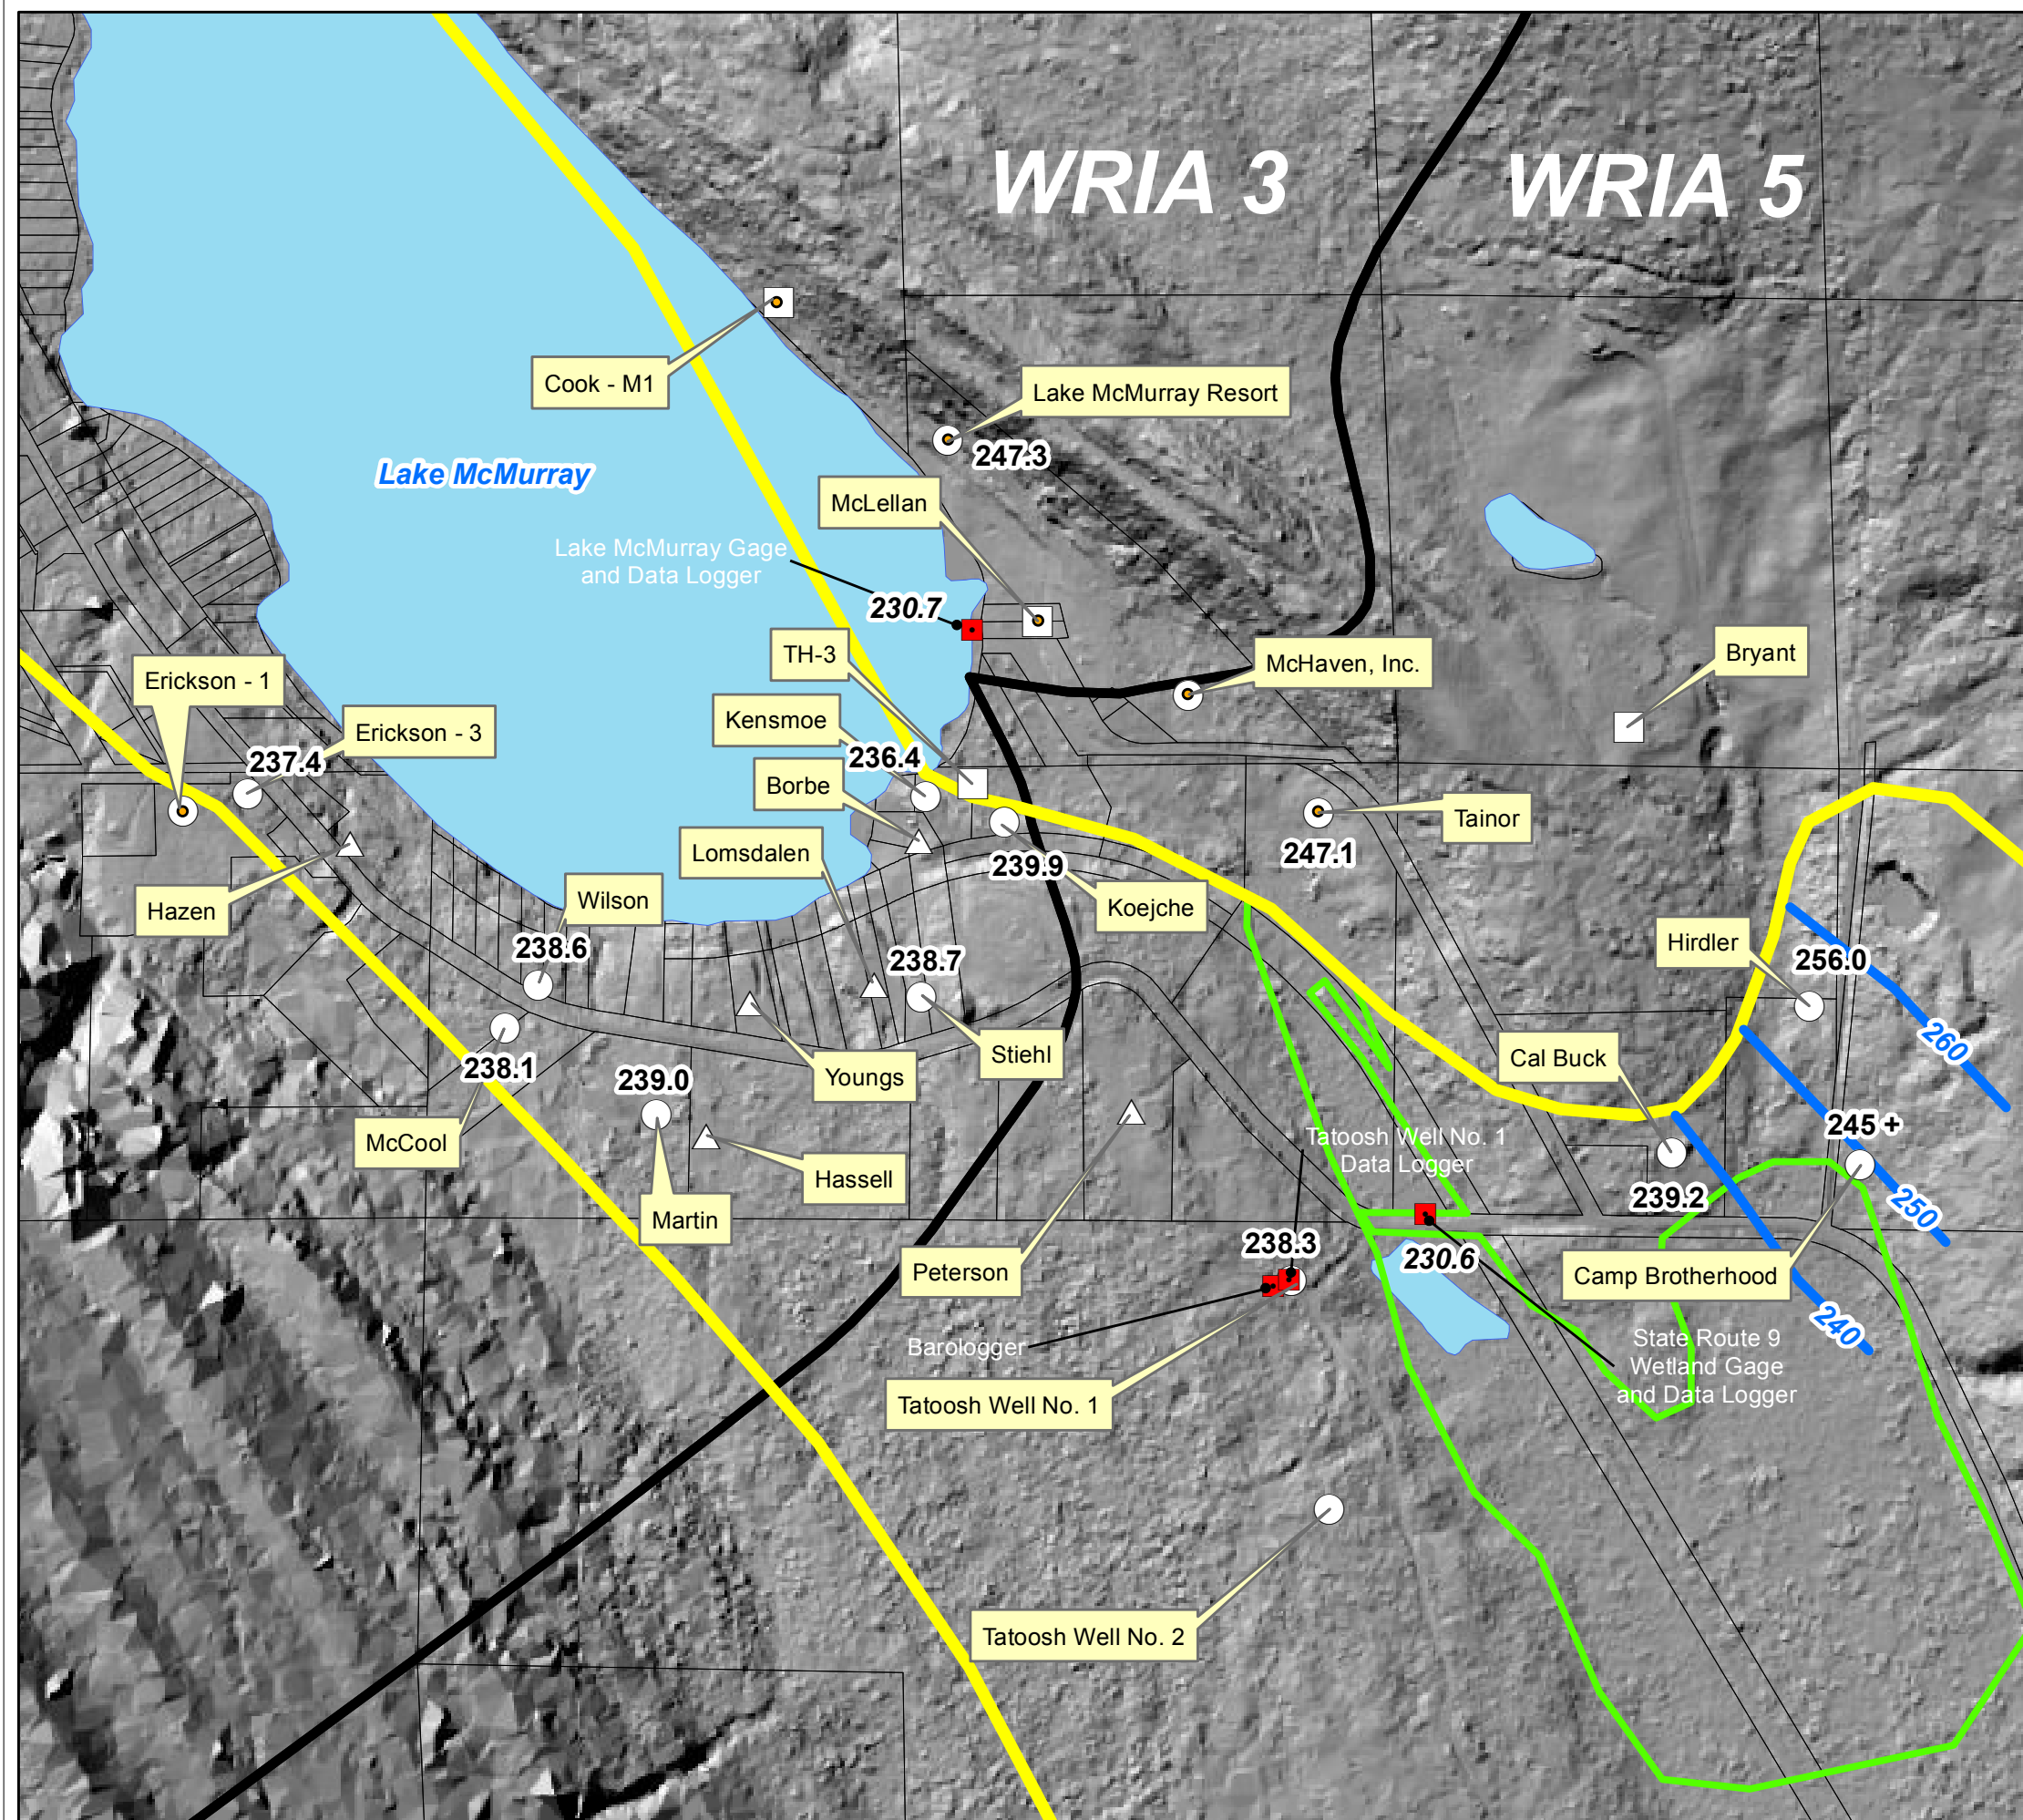 WRIA 3
WRIA 5
Cook - M1
Lake McMurray Resort
247.3
Lake McMurray
McLellan
Lake McMurray Gage
and Data Logger
230.7
TH-3
McHaven, Inc.
Bryant
Erickson - 1
Erickson - 3
237.4
Kensmoe
236.4
Borbe
Tainor
247.1
Lomsdalen
239.9
Koejche
Hazen
Wilson
238.6
238.7
Hirdler
256.0
260
Stiehl
Cal Buck
238.1
239.0
Youngs
McCool
245 +
Tatoosh Well No. 1
Data Logger
Hassell
239.2
250
Martin
238.3
230.6
Peterson
Camp Brotherhood
240
Barologger
State Route 9
Wetland Gage
and Data Logger
Tatoosh Well No. 1
Tatoosh Well No. 2